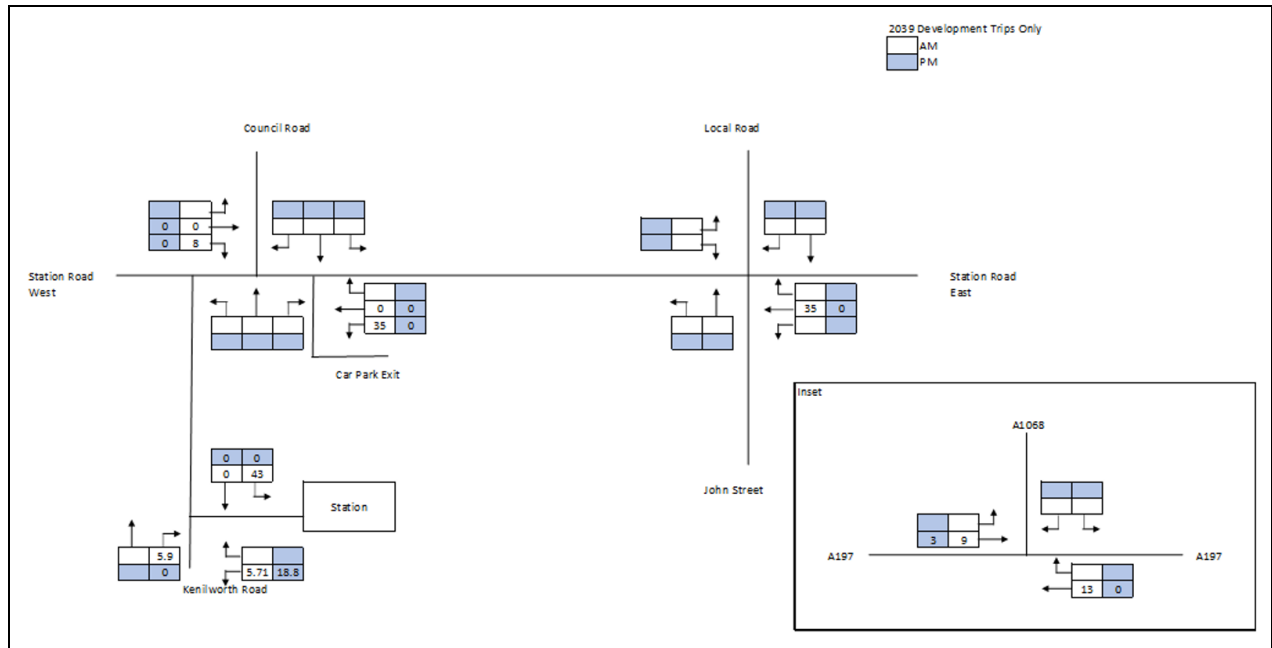 2039 Development Trips Only
AM
PM
Council Road
Local Road
0 0
0 8
Station Road
West
Station Road
East
0 0
35 0
35 0
Car Park Exit
Inset
A1068
0 0
0 43
Station
John Street
3 9
A197
A197
5.9
0
5.71 18.8
13 0
Kenilworth Road